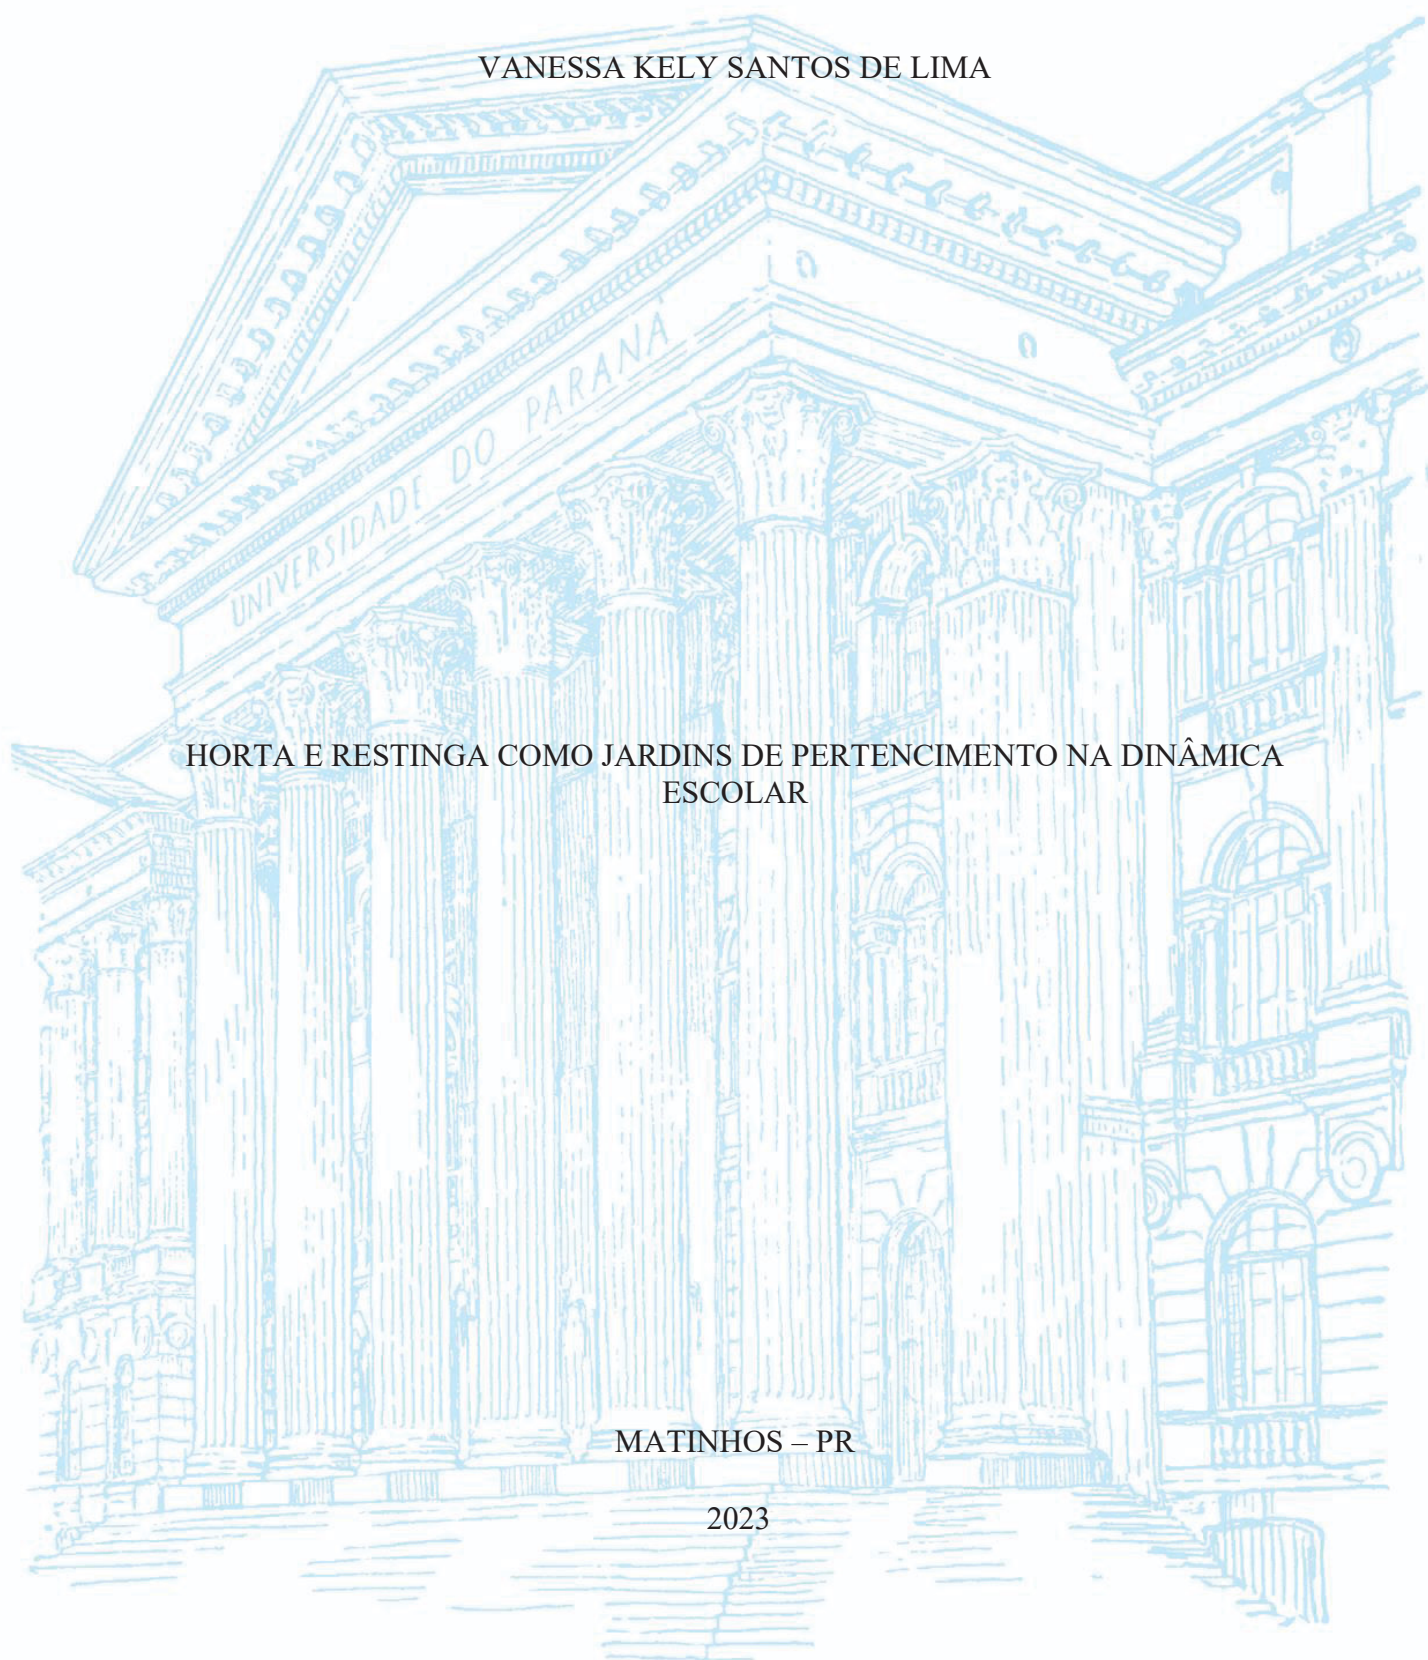 VANESSA KELY SANTOS DE LIMA
UNIVERSIDADE DO PARANÁ
HORTA E RESTINGA COMO JARDINS DE PERTENCIMENTO NA DINÂMICA
ESCOLAR
MATINHOS – PR
2023